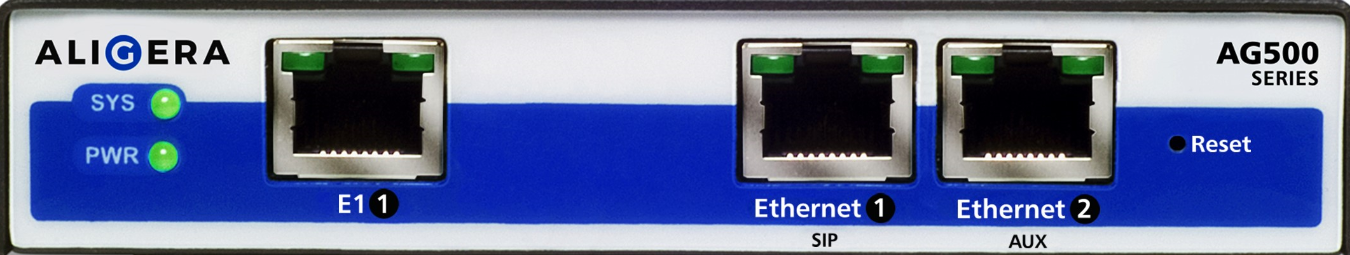 ALIGERA
AG500
SERIES
SYS
PWR
Reset
E1 1
Ethernet 1
Ethernet 2
SIP
AUX